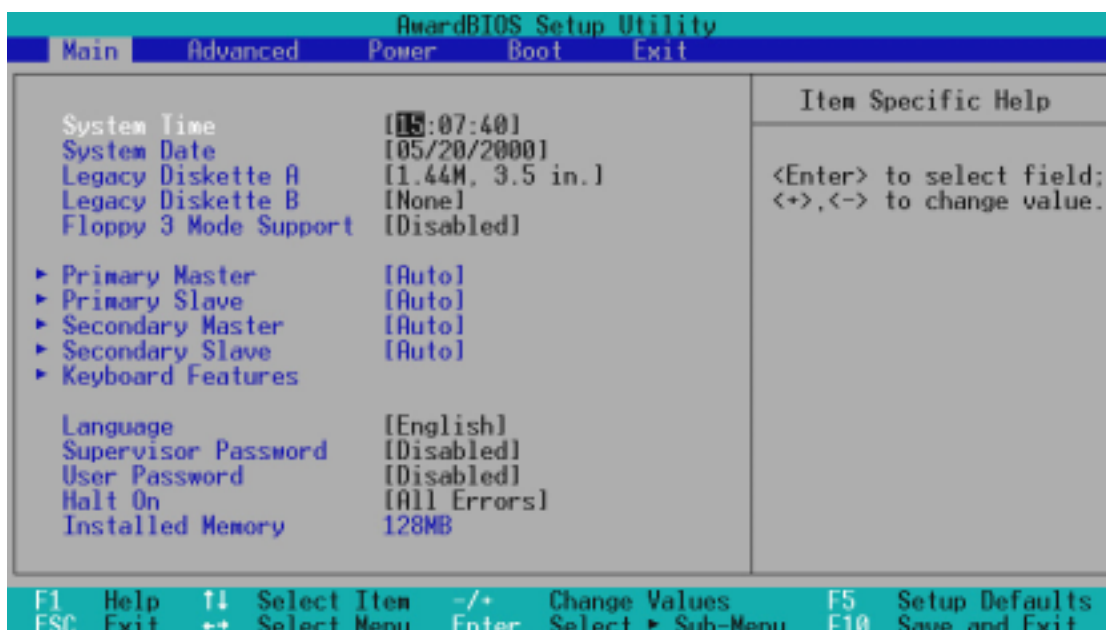 AwardBIOS Setup Utility
Main Advanced Power Boot Exit
Item Specific Help
System Time [15:07:40]
System Date [05/20/2000]
Legacy Diskette A [1.44M, 3.5 in.]
Legacy Diskette B [None]
Floppy 3 Mode Support [Disabled]
<Enter> to select field;
<+>,<-> to change value.
► Primary Master [Auto]
► Primary Slave [Auto]
► Secondary Master [Auto]
► Secondary Slave [Auto]
► Keyboard Features
Language [English]
Supervisor Password [Disabled]
User Password [Disabled]
Halt On [All Errors]
Installed Memory 128MB
F1 Help ↑↓ Select Item -/+ Change Values F5 Setup Defaults
ESC Exit ←→ Select Menu Enter Select ► Sub-Menu F10 Save and Exit